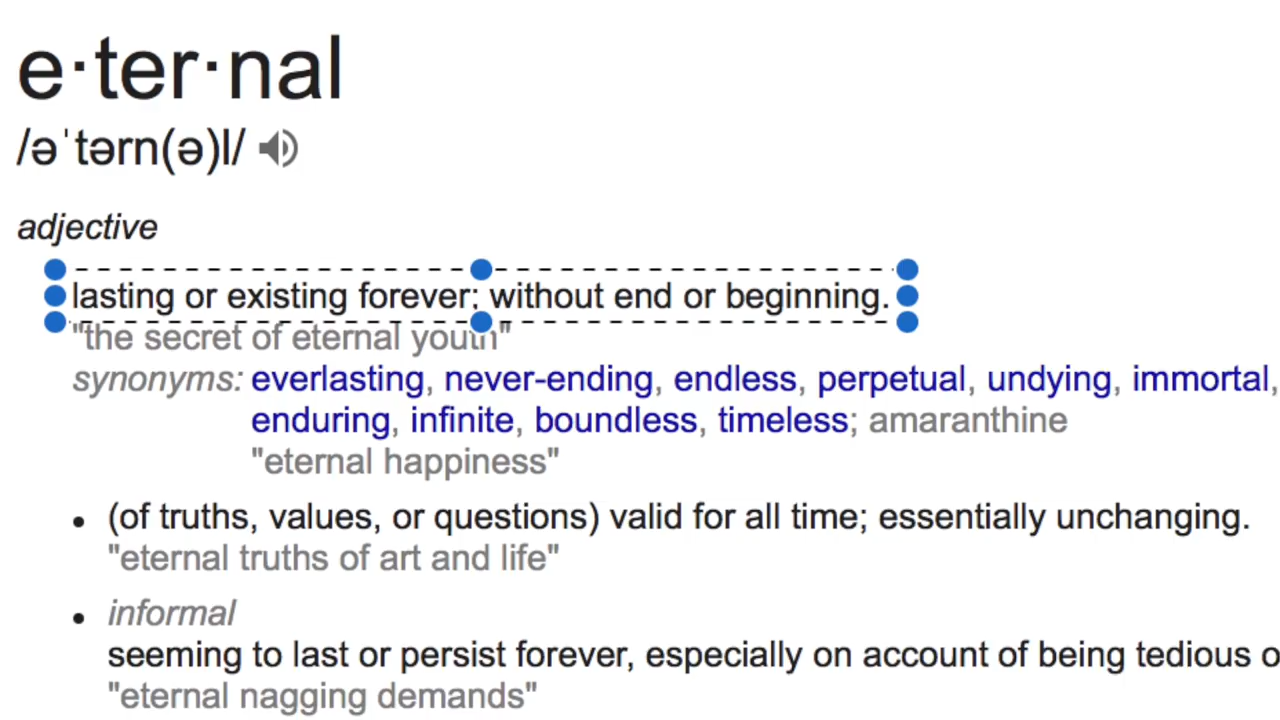 e·ter·nal
/əˈtərn(ə)l/
adjective
lasting or existing forever; without end or beginning.
"the secret of eternal youth"
synonyms: everlasting, never-ending, endless, perpetual, undying, immortal,
enduring, infinite, boundless, timeless; amaranthine
"eternal happiness"
• (of truths, values, or questions) valid for all time; essentially unchanging.
"eternal truths of art and life"
• informal
seeming to last or persist forever, especially on account of being tedious o
"eternal nagging demands"